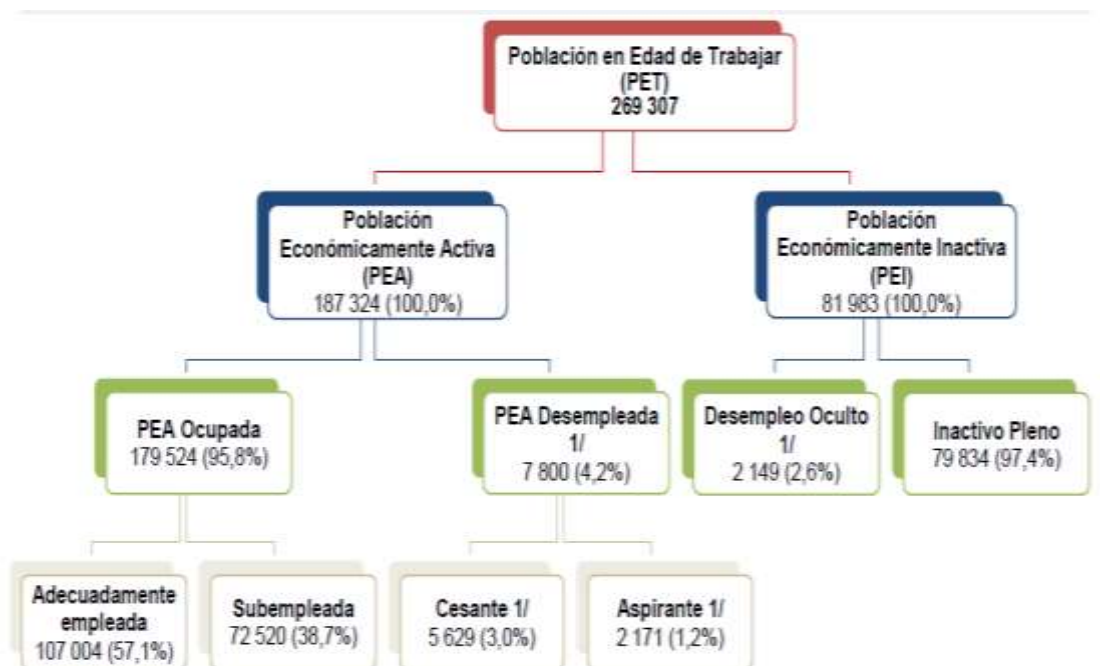 Población en Edad de Trabajar
(PET)
269 307
Población
Económicamente Activa
(PEA)
187 324 (100,0%)
Población
Económicamente Inactiva
(PEI)
81 983 (100,0%)
PEA Ocupada
179 524 (95,8%)
PEA Desempleada
1/
7 800 (4,2%)
Desempleo Oculto
1/
2 149 (2,6%)
Inactivo Pleno
79 834 (97,4%)
Adecuadamente
empleada
107 004 (57,1%)
Subempleada
72 520 (38,7%)
Cesante 1/
5 629 (3,0%)
Aspirante 1/
2 171 (1,2%)